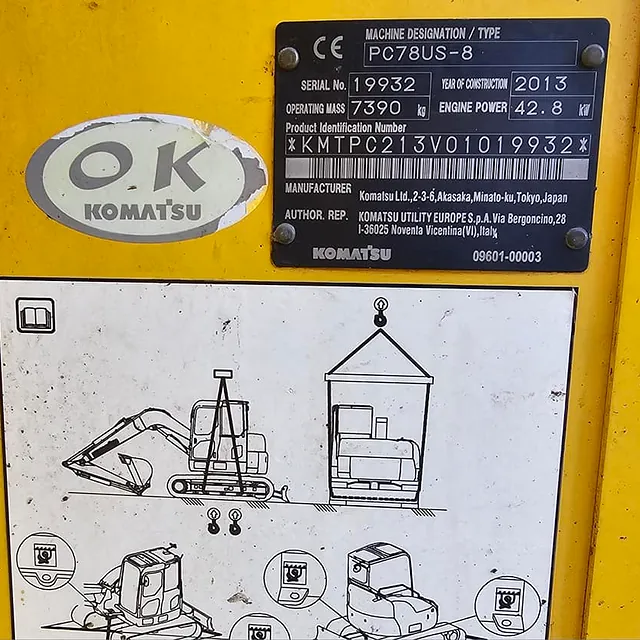 MACHINE DESIGNATION / TYPE
CE PC78US-8
SERIAL No. 19932 YEAR OF CONSTRUCTION 2013
OPERATING MASS 7390 kg ENGINE POWER 42.8 kW
Product Identification Number
*KMTPC213V01019932*
MANUFACTURER Komatsu Ltd.,2-3-6,Akasaka,Minato-ku,Tokyo,Japan
AUTHOR. REP. KOMATSU UTILITY EUROPE S.p.A. Via Bergoncino,28
I-36025 Noventa Vicentina(VI),Italy
KOMATSU 09601-00003
OK
KOMATSU